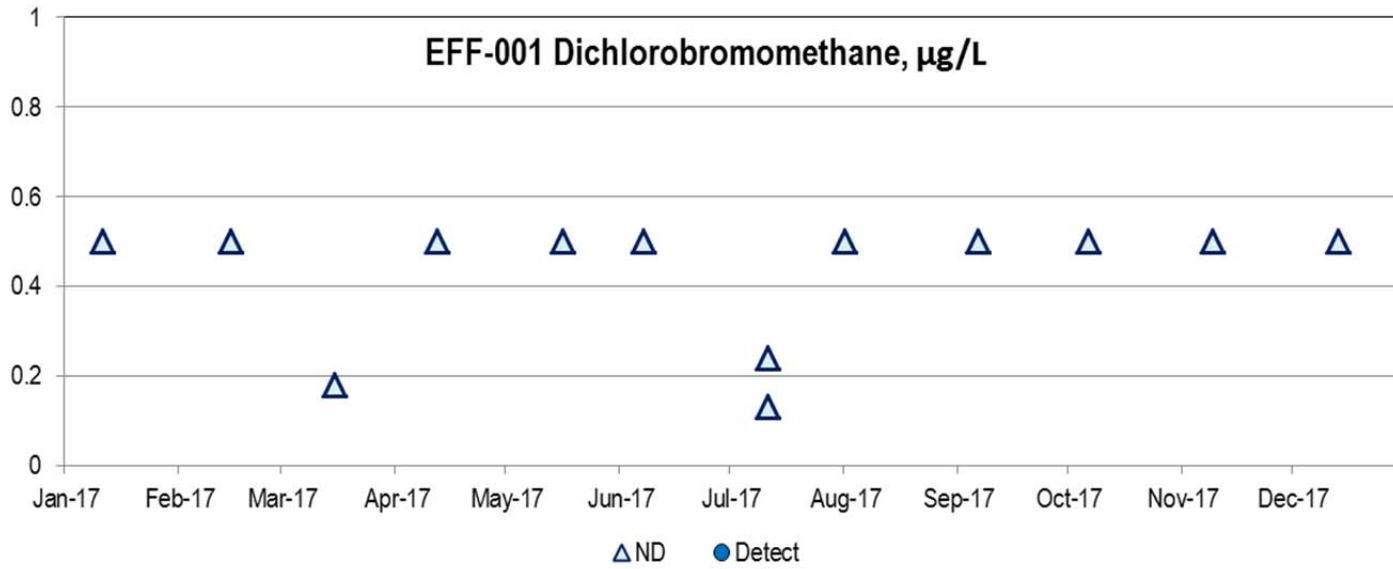 EFF-001 Dichlorobromomethane, µg/L
1
0.8
0.6
0.4
0.2
0
Jan-17 Feb-17 Mar-17 Apr-17 May-17 Jun-17 Jul-17 Aug-17 Sep-17 Oct-17 Nov-17 Dec-17
ND Detect